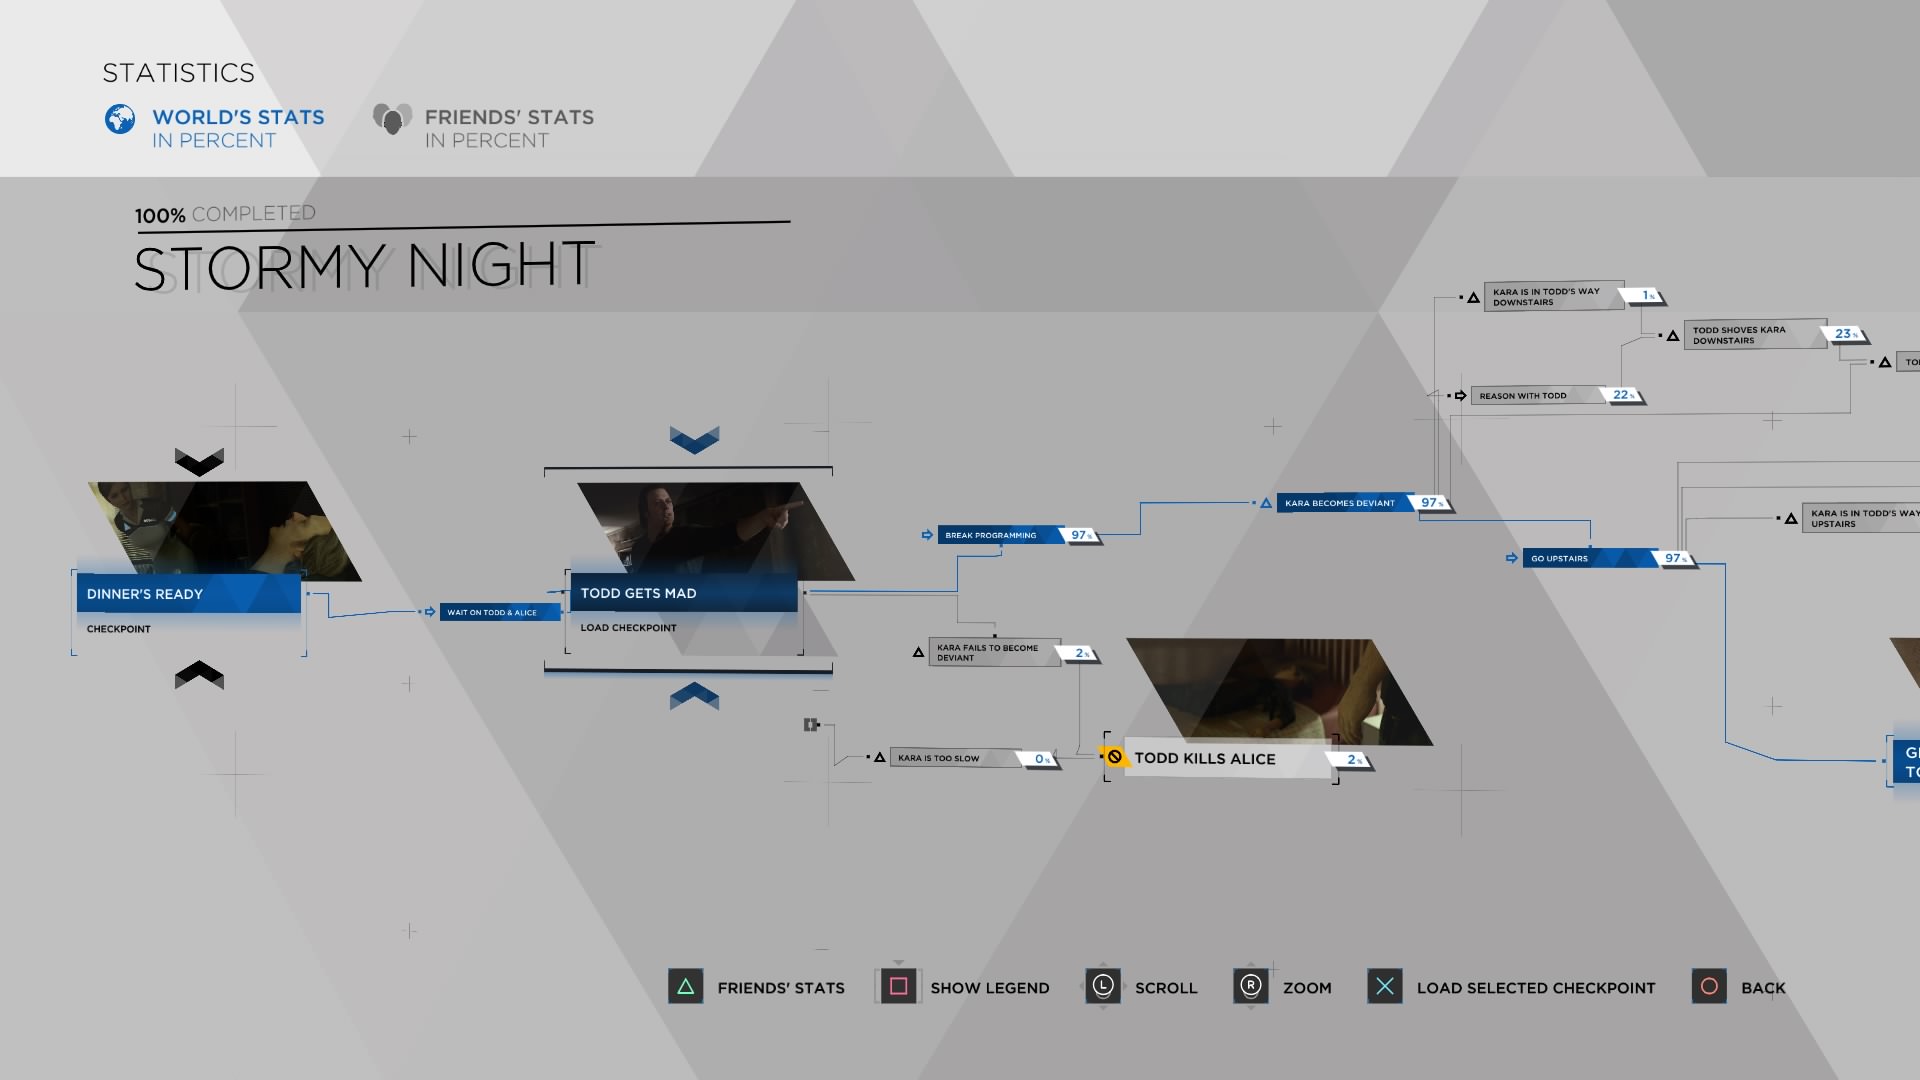 STATISTICS
WORLD'S STATS
IN PERCENT
FRIENDS' STATS
IN PERCENT
100% COMPLETED
STORMY NIGHT
KARA IS IN TODD'S WAY
DOWNSTAIRS
1%
TODD SHOVES KARA
DOWNSTAIRS
23%
REASON WITH TODD
22%
KARA BECOMES DEVIANT
97%
KARA IS IN TODD'S WAY
UPSTAIRS
BREAK PROGRAMMING
97%
GO UPSTAIRS
97%
DINNER'S READY
CHECKPOINT
WAIT ON TODD & ALICE
TODD GETS MAD
LOAD CHECKPOINT
KARA FAILS TO BECOME
DEVIANT
2%
KARA IS TOO SLOW
0%
TODD KILLS ALICE
2%
FRIENDS' STATS
SHOW LEGEND
L
SCROLL
R
ZOOM
LOAD SELECTED CHECKPOINT
BACK